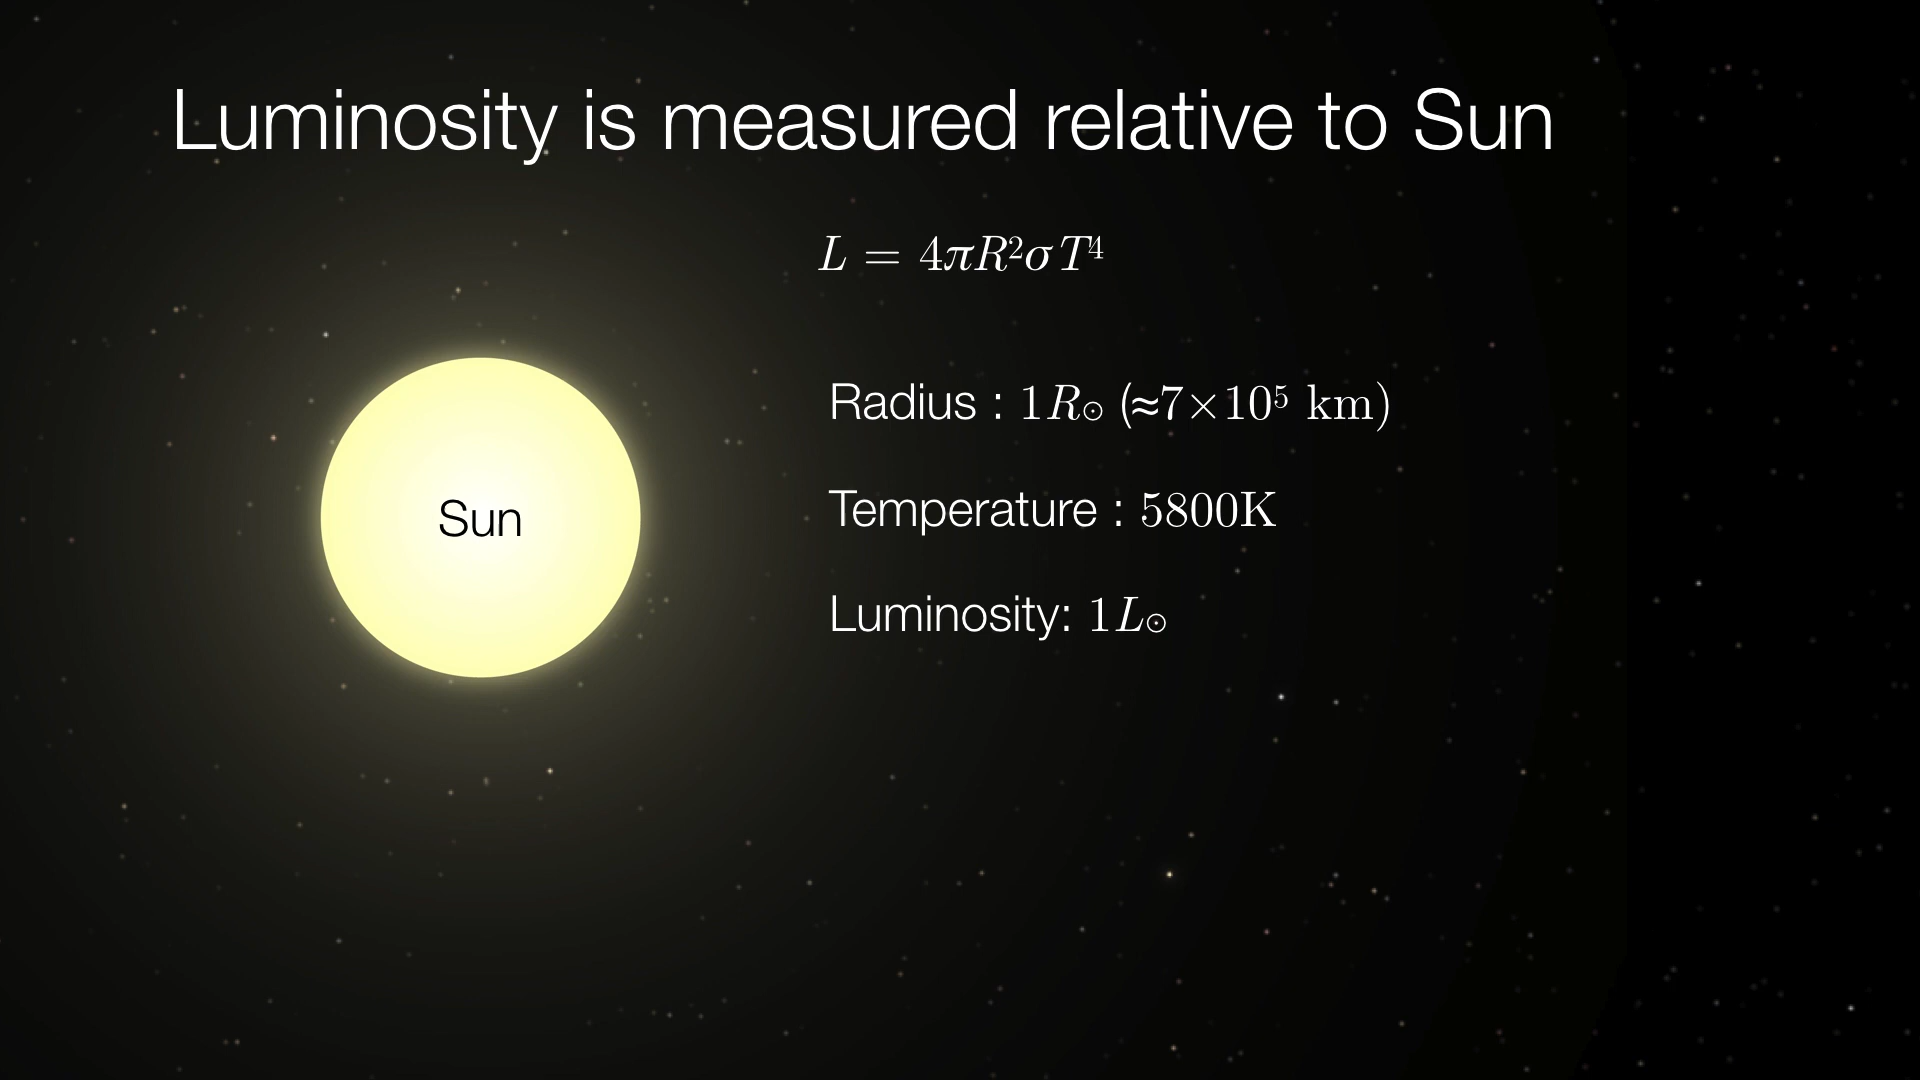 Luminosity is measured relative to Sun
L = 4πR²σT⁴
Radius : 1R☉ (≈7×10⁵ km)
Temperature : 5800K
Sun
Luminosity: 1L☉